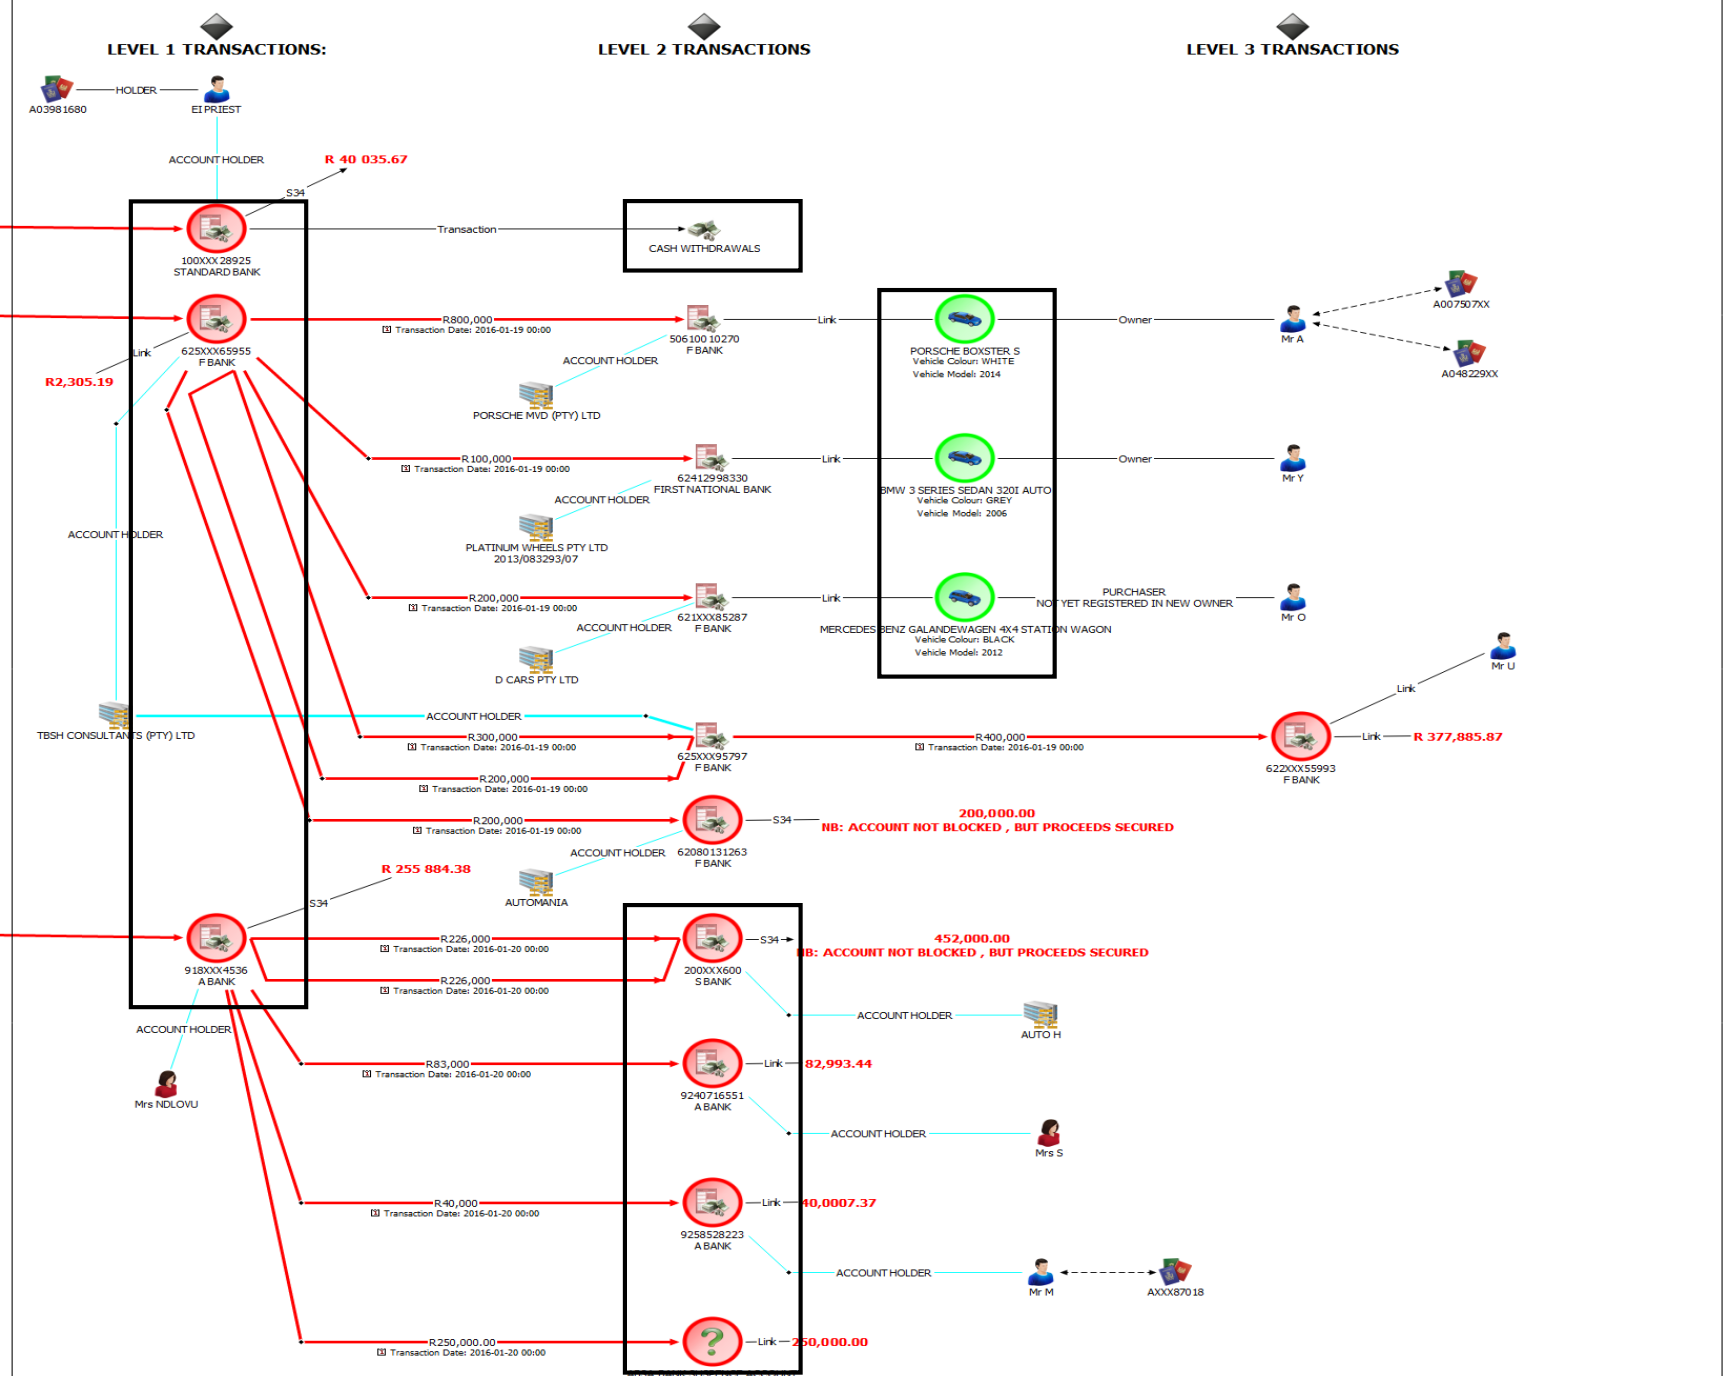 LEVEL 1 TRANSACTIONS:
LEVEL 2 TRANSACTIONS
LEVEL 3 TRANSACTIONS
A03981680
HOLDER
EI PRIEST
ACCOUNT HOLDER
R 40 035.67
S34
100XXX28925
STANDARD BANK
Transaction
CASH WITHDRAWALS
625XXX65955
F BANK
Link
R2,305.19
R800,000
Transaction Date: 2016-01-19 00:00
50610010270
F BANK
ACCOUNT HOLDER
PORSCHE MVD (PTY) LTD
Link
PORSCHE BOXSTER S
Vehicle Colour: WHITE
Vehicle Model: 2014
Owner
Mr A
A007507XX
A048229XX
R100,000
Transaction Date: 2016-01-19 00:00
62412998330
FIRST NATIONAL BANK
ACCOUNT HOLDER
PLATINUM WHEELS PTY LTD
2013/083293/07
Link
BMW 3 SERIES SEDAN 320I AUTO
Vehicle Colour: GREY
Vehicle Model: 2006
Owner
Mr Y
ACCOUNT HOLDER
R200,000
Transaction Date: 2016-01-19 00:00
621XXX85287
F BANK
ACCOUNT HOLDER
D CARS PTY LTD
Link
MERCEDES BENZ GALANDEWAGEN 4X4 STATION WAGON
Vehicle Colour: BLACK
Vehicle Model: 2012
PURCHASER
NOT YET REGISTERED IN NEW OWNER
Mr O
Mr U
Link
TBSH CONSULTANTS (PTY) LTD
ACCOUNT HOLDER
R300,000
Transaction Date: 2016-01-19 00:00
625XXX95797
F BANK
R400,000
Transaction Date: 2016-01-19 00:00
622XXX55993
F BANK
Link
R 377,885.87
R200,000
Transaction Date: 2016-01-19 00:00
R200,000
Transaction Date: 2016-01-19 00:00
62080131263
F BANK
ACCOUNT HOLDER
AUTOMANIA
S34
200,000.00
NB: ACCOUNT NOT BLOCKED , BUT PROCEEDS SECURED
R 255 884.38
S34
918XXX4536
A BANK
R226,000
Transaction Date: 2016-01-20 00:00
R226,000
Transaction Date: 2016-01-20 00:00
200XXX600
S BANK
S34
452,000.00
NB: ACCOUNT NOT BLOCKED , BUT PROCEEDS SECURED
ACCOUNT HOLDER
AUTO H
ACCOUNT HOLDER
Mrs NDLOVU
R83,000
Transaction Date: 2016-01-20 00:00
9240716551
A BANK
Link
82,993.44
ACCOUNT HOLDER
Mrs S
R40,000
Transaction Date: 2016-01-20 00:00
9258528223
A BANK
Link
40,0007.37
ACCOUNT HOLDER
Mr M
AXXX87018
R250,000.00
Transaction Date: 2016-01-20 00:00
Link
250,000.00